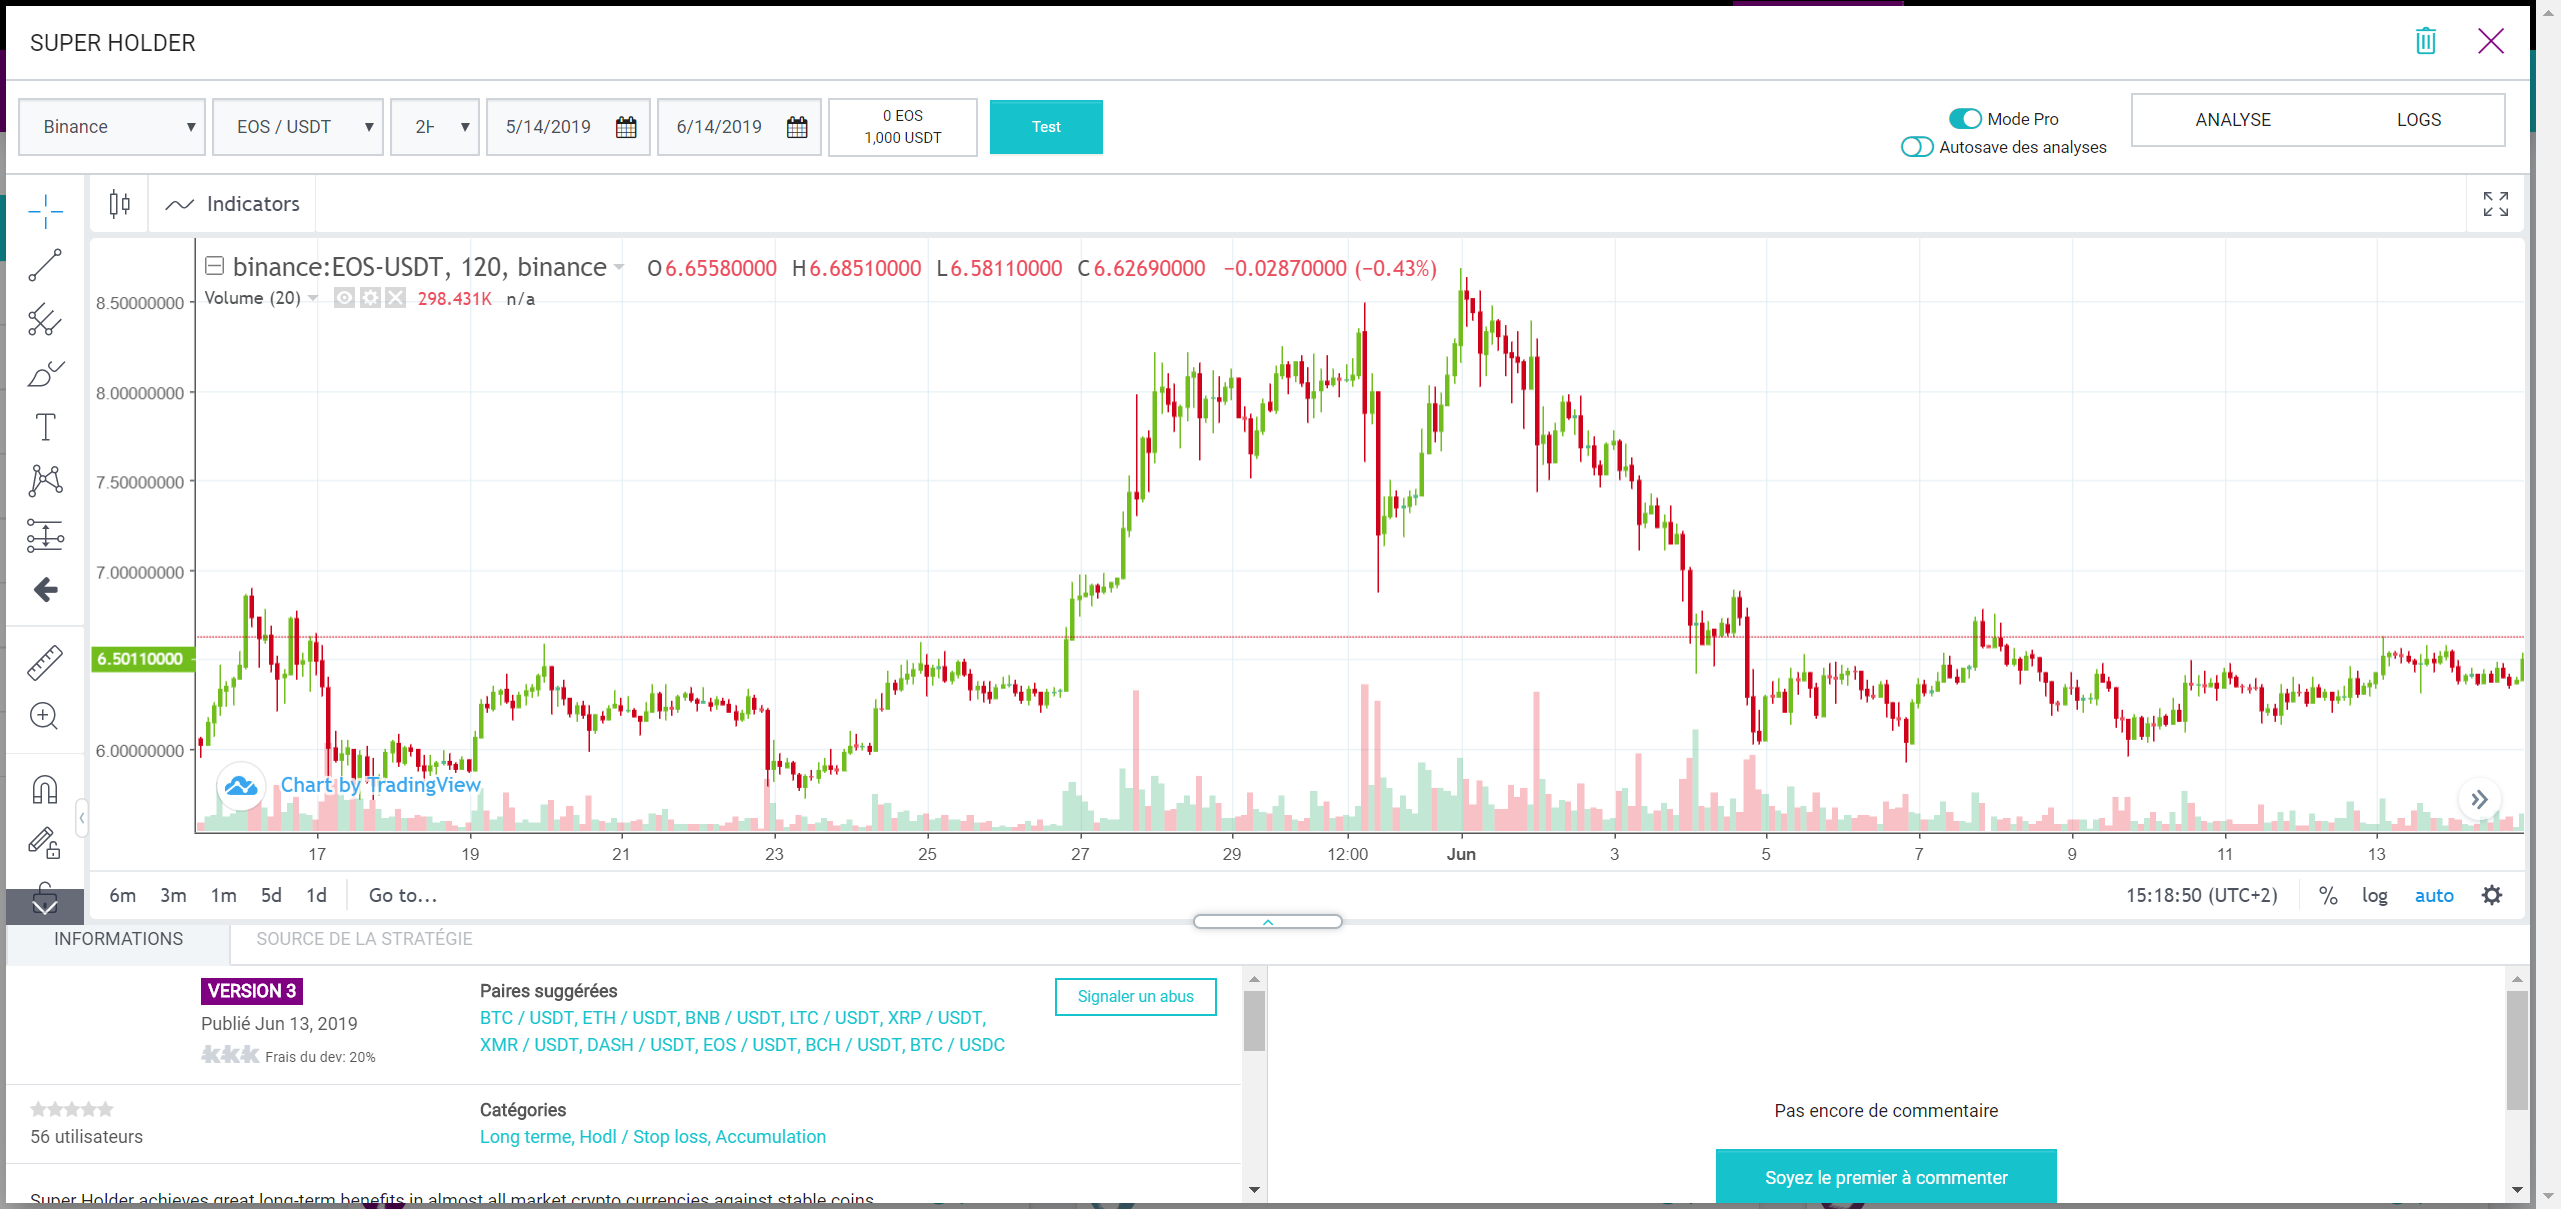 SUPER HOLDER
Binance
EOS / USDT
2H
5/14/2019
6/14/2019
0 EOS
1,000 USDT
Test
Mode Pro
Autosave des analyses
ANALYSE
LOGS
Indicators
binance:EOS-USDT, 120, binance
O6.65580000 H6.68510000 L6.58110000 C6.62690000 −0.02870000 (−0.43%)
Volume (20)
298.431K n/a
8.50000000
8.00000000
7.50000000
7.00000000
6.50110000
6.00000000
Chart by TradingView
17 19 21 23 25 27 29 12:00 Jun 3 5 7 9 11 13
6m 3m 1m 5d 1d
Go to...
15:18:50 (UTC+2)
% log auto
INFORMATIONS
SOURCE DE LA STRATÉGIE
VERSION 3
Publié Jun 13, 2019
Frais du dev: 20%
Paires suggérées
BTC / USDT, ETH / USDT, BNB / USDT, LTC / USDT, XRP / USDT,
XMR / USDT, DASH / USDT, EOS / USDT, BCH / USDT, BTC / USDC
Signaler un abus
56 utilisateurs
Catégories
Long terme, Hodl / Stop loss, Accumulation
Super Holder achieves great long-term benefits in almost all market crypto currencies against stable coins
Pas encore de commentaire
Soyez le premier à commenter